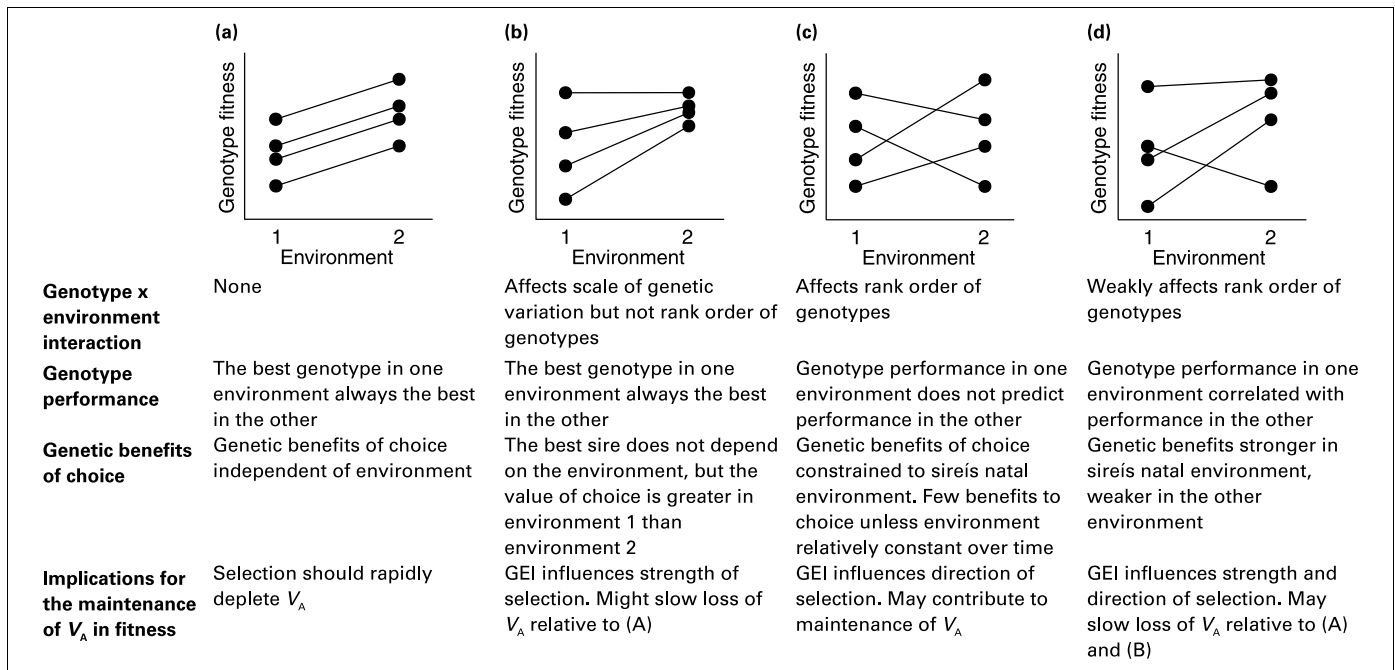 (a)
(b)
(c)
(d)
Genotype fitness
1
2
Environment
Genotype fitness
1
2
Environment
Genotype fitness
1
2
Environment
Genotype fitness
1
2
Environment
Genotype x
environment
interaction
None
Affects scale of genetic
variation but not rank order of
genotypes
Affects rank order of
genotypes
Weakly affects rank order of
genotypes
Genotype
performance
The best genotype in one
environment always the best
in the other
The best genotype in one
environment always the best
in the other
Genotype performance in one
environment does not predict
performance in the other
Genotype performance in one
environment correlated with
performance in the other
Genetic benefits
of choice
Genetic benefits of choice
independent of environment
The best sire does not depend
on the environment, but the
value of choice is greater in
environment 1 than
environment 2
Genetic benefits of choice
constrained to sireís natal
environment. Few benefits to
choice unless environment
relatively constant over time
Genetic benefits stronger in
sireís natal environment,
weaker in the other
environment
Implications for
the maintenance
of VA in fitness
Selection should rapidly
deplete VA
GEI influences strength of
selection. Might slow loss of
VA relative to (A)
GEI influences direction of
selection. May contribute to
maintenance of VA
GEI influences strength and
direction of selection. May
slow loss of VA relative to (A)
and (B)